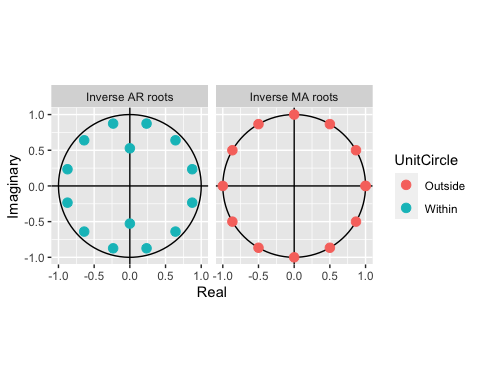 Inverse AR roots
Inverse MA roots
1.0
0.5
0.0
-0.5
-1.0
Imaginary
-1.0 -0.5 0.0 0.5 1.0
-1.0 -0.5 0.0 0.5 1.0
Real
UnitCircle
Outside
Within